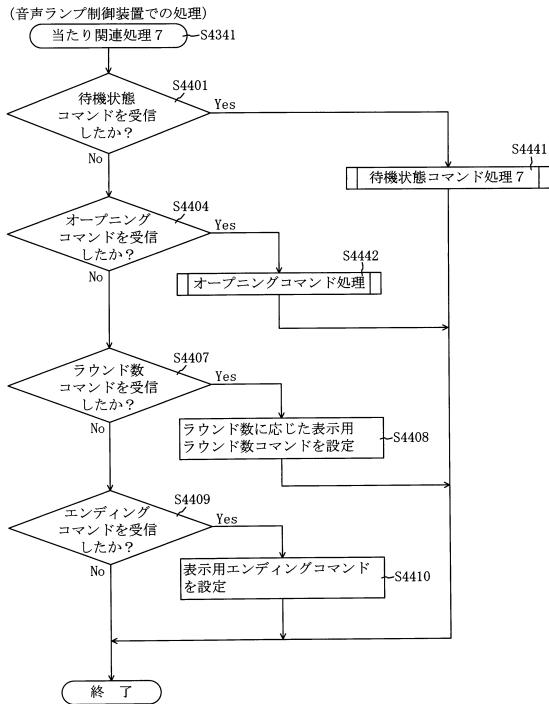 (音声ランプ制御装置での処理)
当たり関連処理7
S4341
S4401
待機状態
コマンドを受信
したか?
Yes
No
S4441
待機状態コマンド処理7
S4404
オープニング
コマンドを受信
したか?
Yes
No
S4442
オープニングコマンド処理
S4407
ラウンド数
コマンドを受信
したか?
Yes
No
ラウンド数に応じた表示用
ラウンド数コマンドを設定
S4408
S4409
エンディング
コマンドを受信
したか?
Yes
No
表示用エンディングコマンド
を設定
S4410
終 了